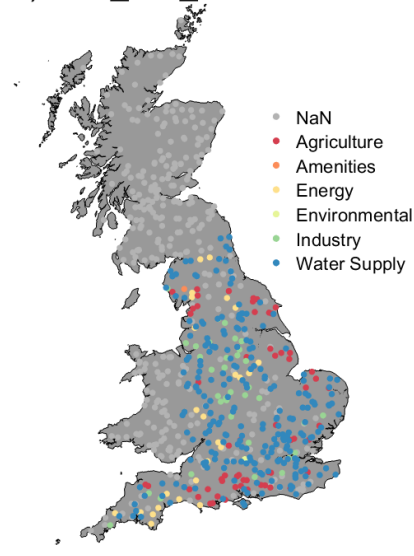 NaN
Agriculture
Amenities
Energy
Environmental
Industry
Water Supply